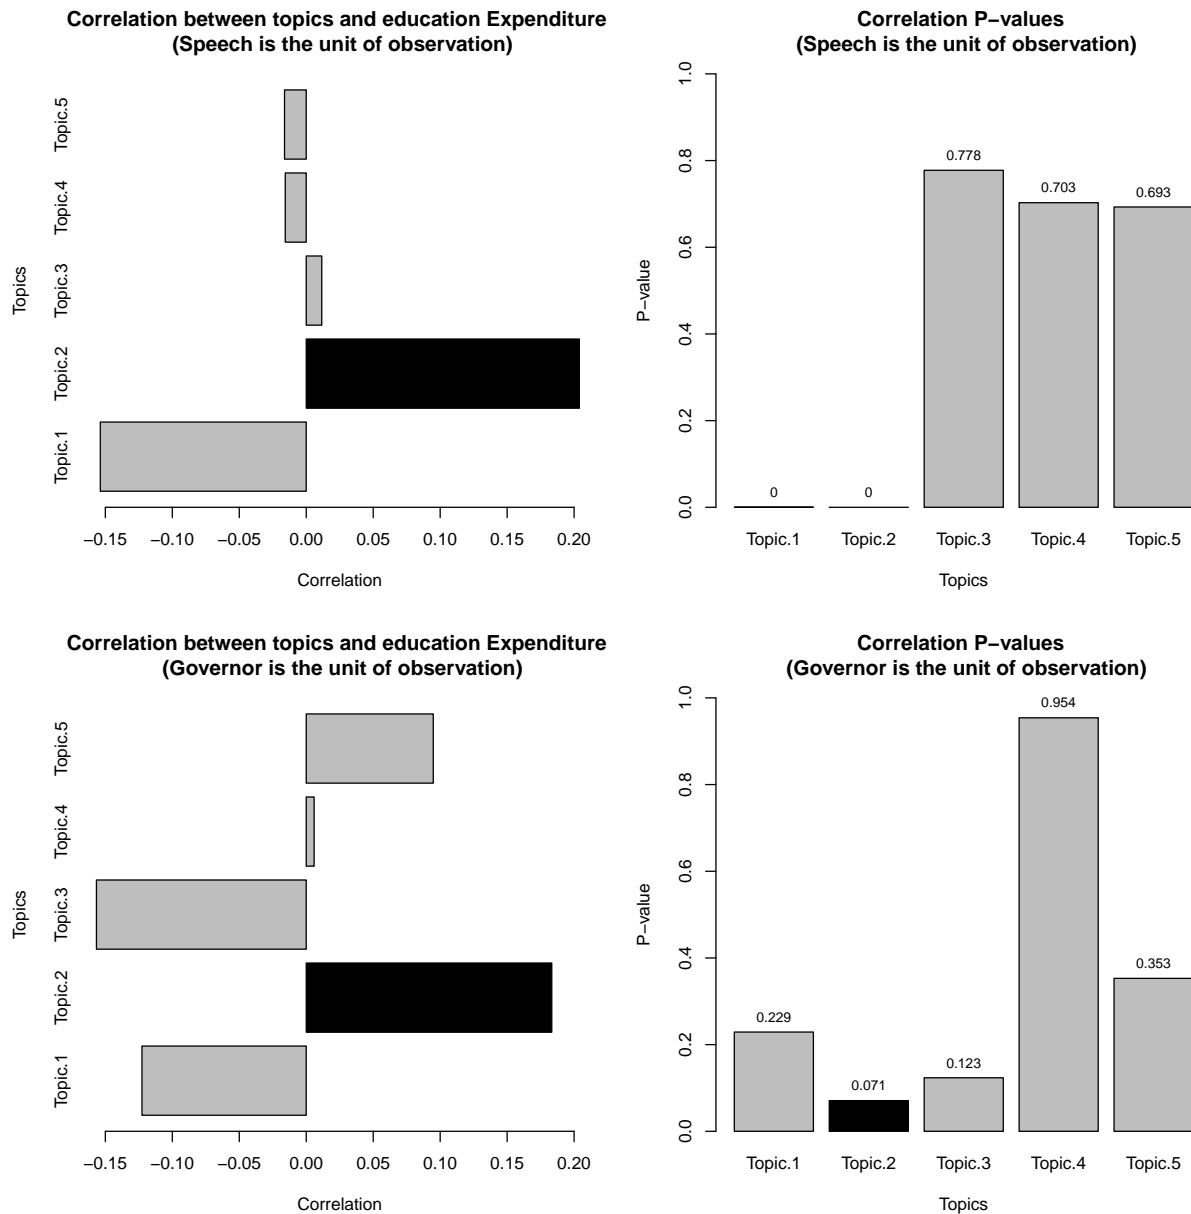 Correlation between topics and education Expenditure
(Speech is the unit of observation)
Topics
Topic.5
Topic.4
Topic.3
Topic.2
Topic.1
−0.15 −0.10 −0.05 0.00 0.05 0.10 0.15 0.20
Correlation
Correlation P−values
(Speech is the unit of observation)
P−value
1.0
0.8
0.6
0.4
0.2
0.0
0 0 0.778 0.703 0.693
Topic.1 Topic.2 Topic.3 Topic.4 Topic.5
Topics
Correlation between topics and education Expenditure
(Governor is the unit of observation)
Topics
Topic.5
Topic.4
Topic.3
Topic.2
Topic.1
−0.15 −0.10 −0.05 0.00 0.05 0.10 0.15 0.20
Correlation
Correlation P−values
(Governor is the unit of observation)
P−value
1.0
0.8
0.6
0.4
0.2
0.0
0.229 0.071 0.123 0.954 0.353
Topic.1 Topic.2 Topic.3 Topic.4 Topic.5
Topics